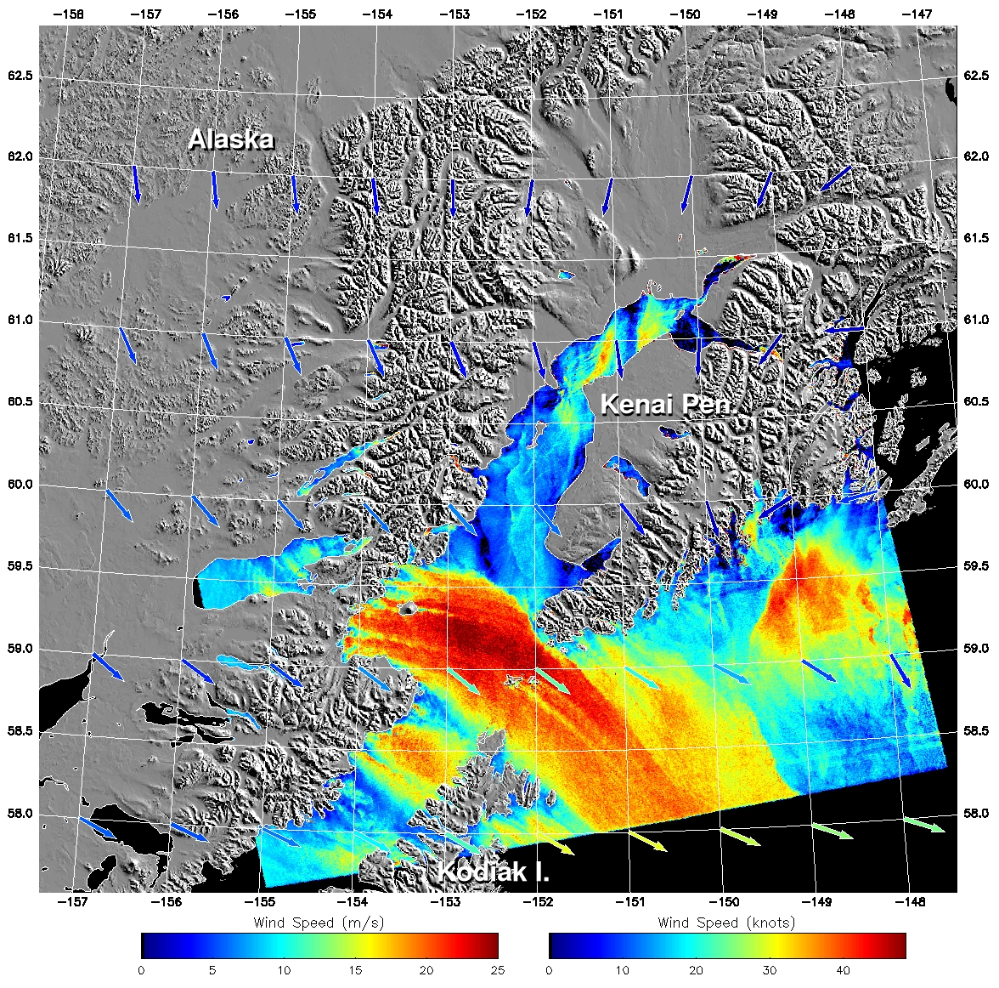 −158 −157 −156 −155 −154 −153 −152 −151 −150 −149 −148 −147
62.5 62.5
Alaska
62.0 62.0
61.5 61.5
61.0 61.0
Kenai Pen.
60.5 60.5
60.0 60.0
59.5 59.5
59.0 59.0
58.5 58.5
58.0 58.0
Kodiak I.
−157 −156 −155 −154 −153 −152 −151 −150 −149 −148
Wind Speed (m/s) Wind Speed (knots)
0 5 10 15 20 25 0 10 20 30 40